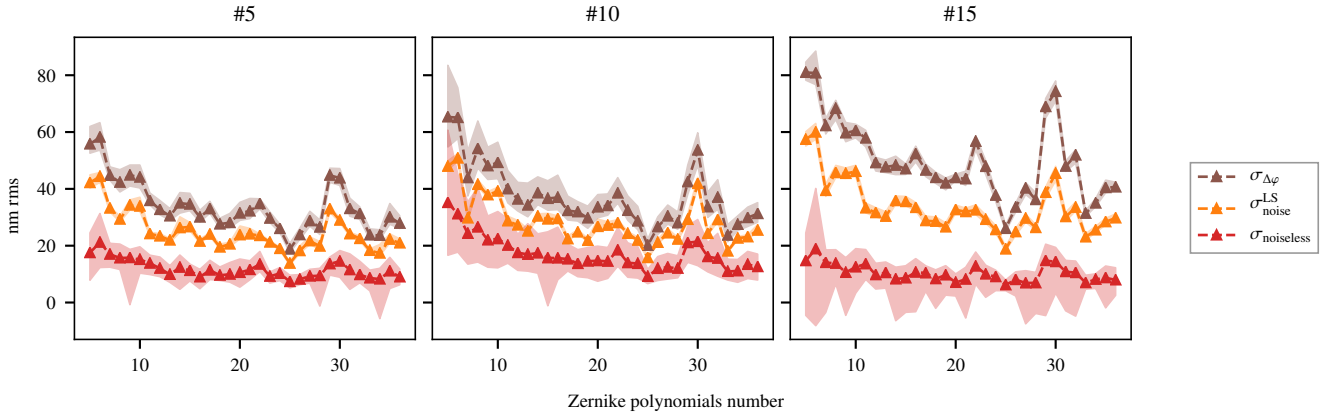 #5 #10 #15
80
60
40
20
0
nm rms
10 20 30 10 20 30 10 20 30
Zernike polynomials number
σΔφ
σ^LS_noise
σnoiseless